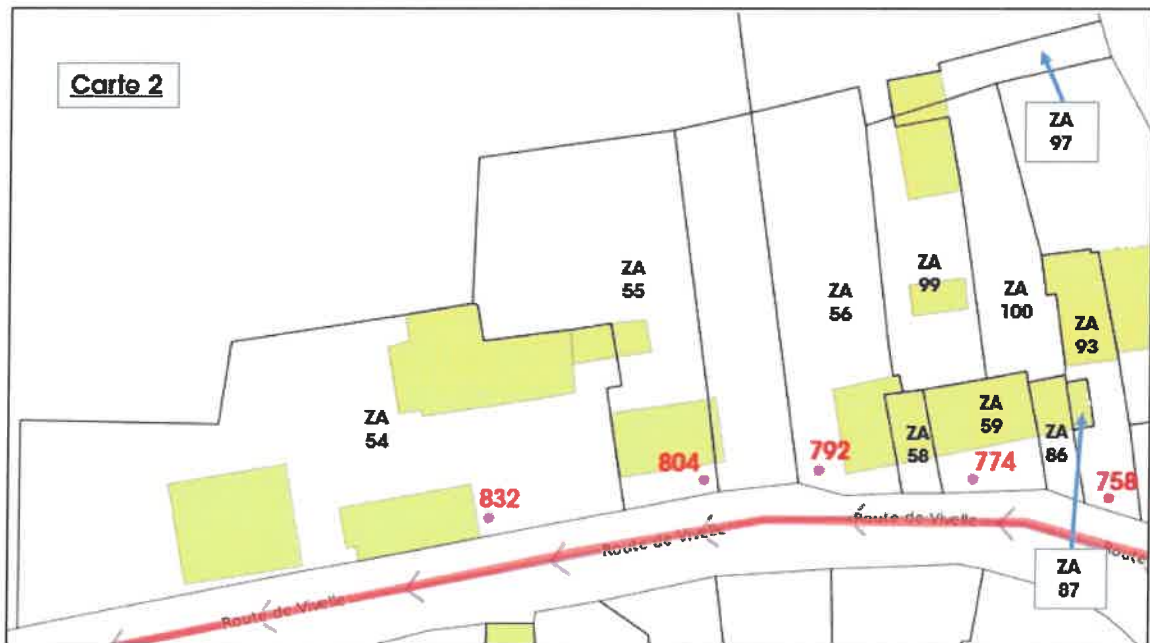 Carte 2
ZA
97
ZA
55
ZA
56
ZA
99
ZA
100
ZA
93
ZA
54
ZA
58
ZA
59
ZA
86
804
792
774
758
832
Route de Vivelle
Route de Vivelle
Route de Vivelle
Route
ZA
87